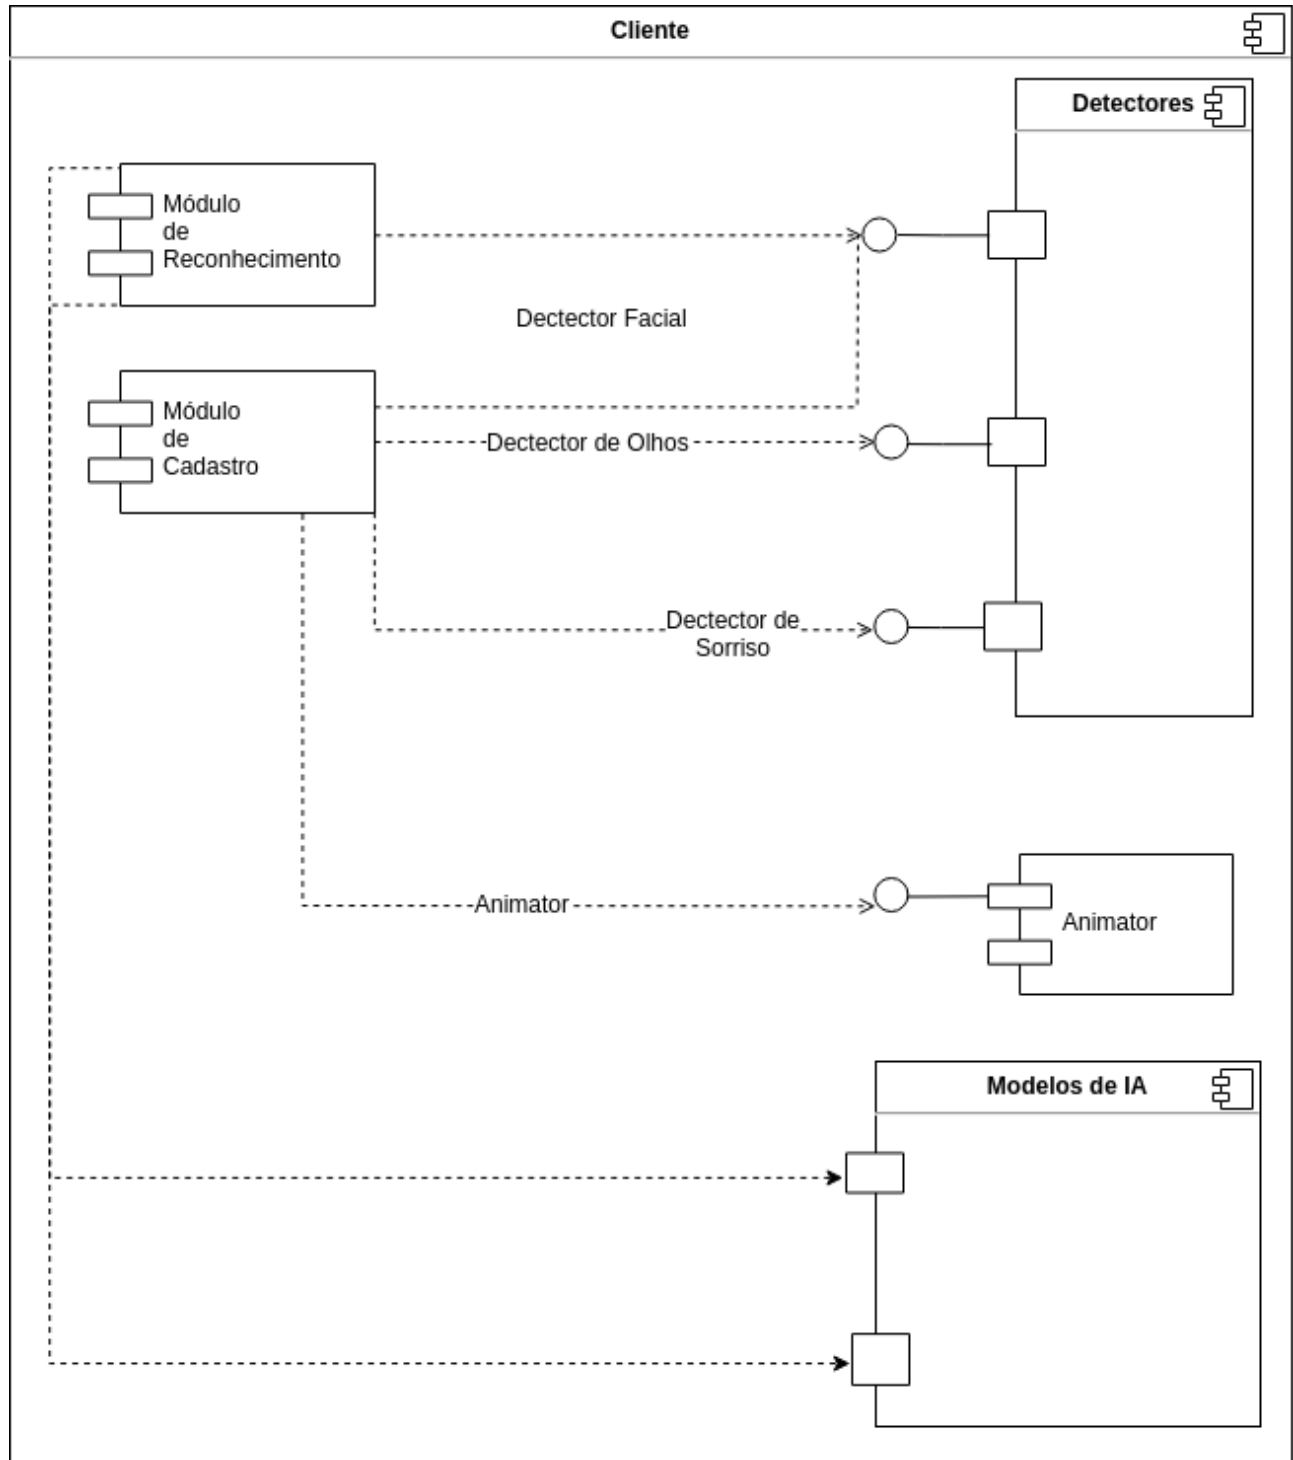 Cliente
Detectores
Módulo
de
Reconhecimento
Dectector Facial
Módulo
de
Cadastro
Dectector de Olhos
Dectector de
Sorriso
Animator
Animator
Modelos de IA